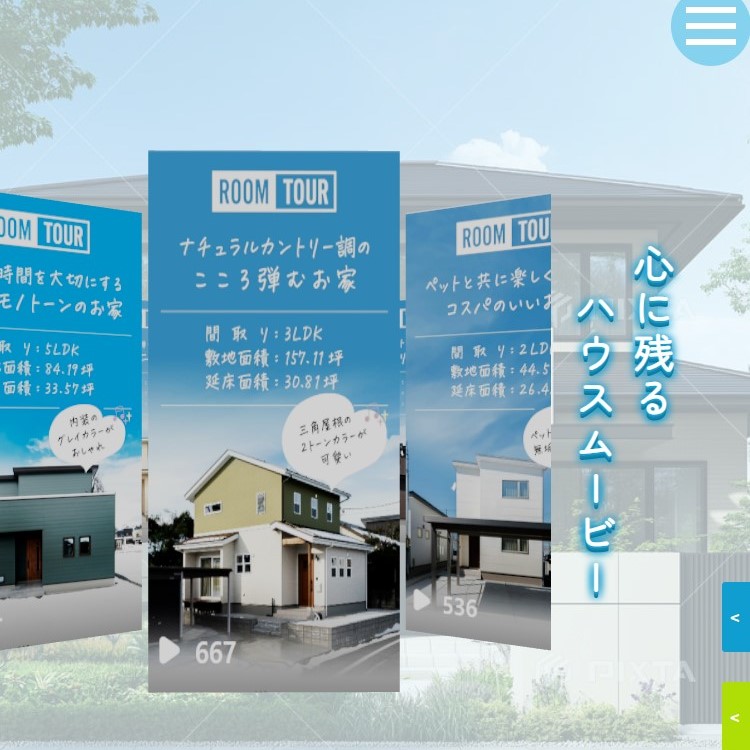 ROOM TOUR
時間を大切にする
モノトーンのお家
取り：5LDK
面積：84.19坪
面積：33.57坪
内装の
グレイカラーが
おしゃれ
ROOM TOUR
ナチュラルカントリー調の
こころ弾むお家
間取り：3LDK
敷地面積：157.11坪
延床面積：30.81坪
三角屋根の
2トーンカラーが
可愛い
667
ROOM TOU
ペットと共に楽しく
コスパのいいお
間取り：2LD
敷地面積：44.5
延床面積：26.4
ペット
536
心に残る
ハウスムービー
<
<
PIXTA
PIXTA